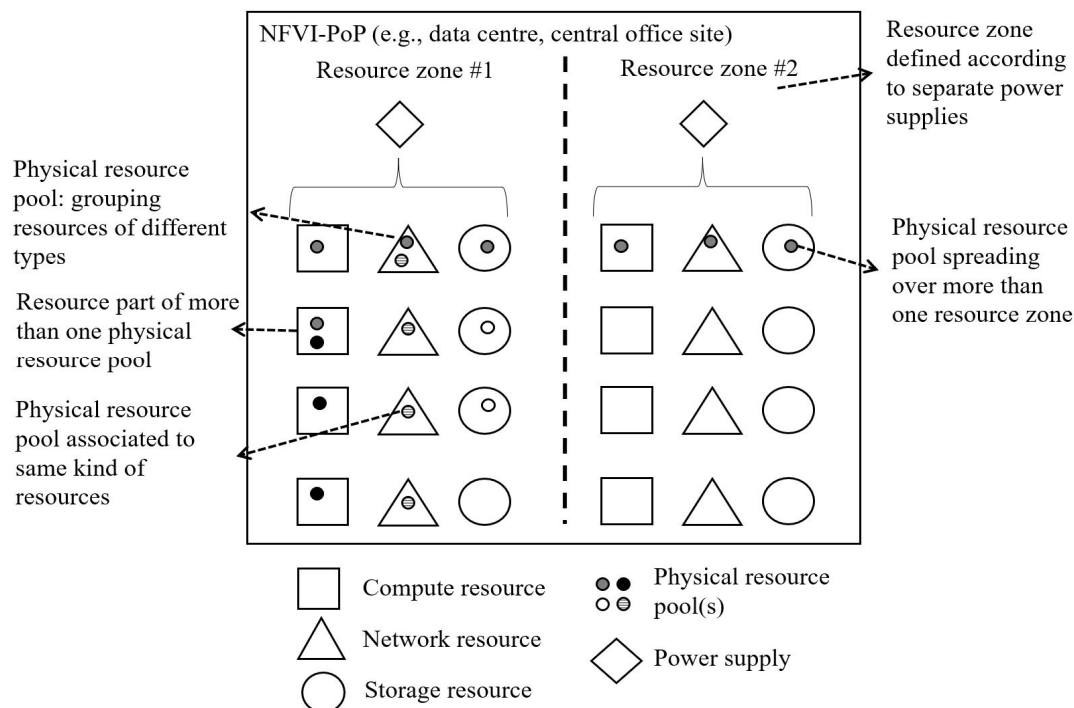 NFVI-PoP (e.g., data centre, central office site)
Resource zone #1
Resource zone #2
Resource zone
defined according
to separate power
supplies
Physical resource
pool: grouping
resources of different
types
Resource part of more
than one physical
resource pool
Physical resource
pool associated to
same kind of
resources
Physical resource
pool spreading
over more than
one resource zone
Compute resource
Network resource
Storage resource
Physical resource
pool(s)
Power supply